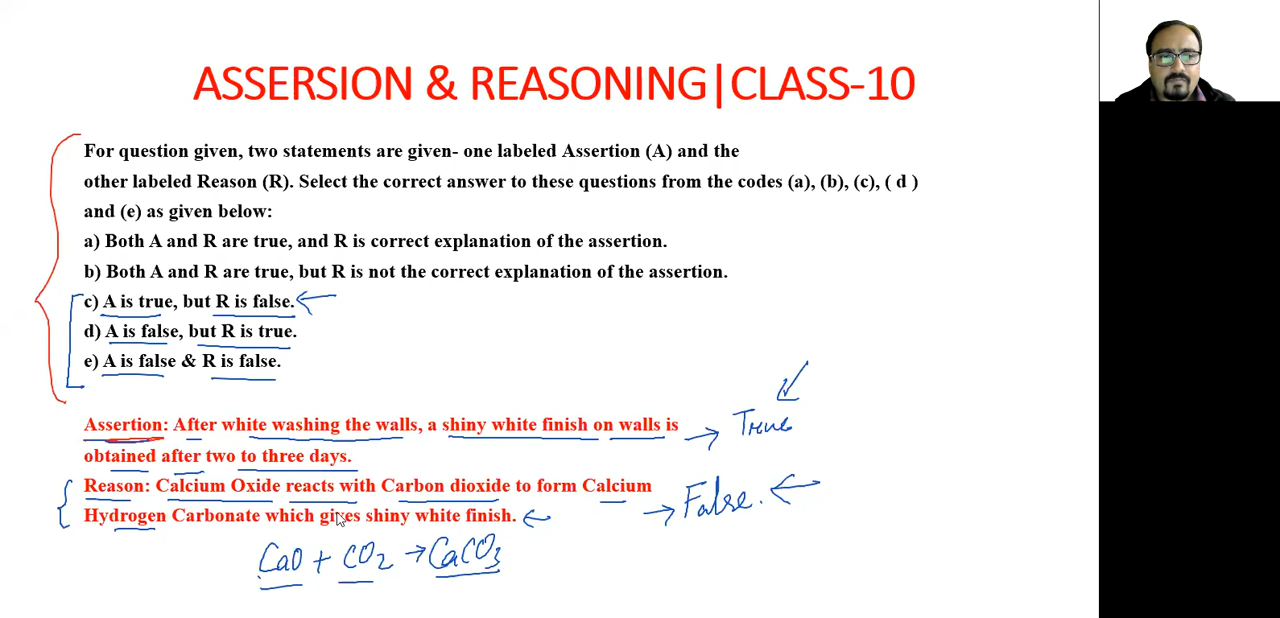 ASSERSION & REASONING|CLASS-10
For question given, two statements are given- one labeled Assertion (A) and the
other labeled Reason (R). Select the correct answer to these questions from the codes (a), (b), (c), ( d )
and (e) as given below:
a) Both A and R are true, and R is correct explanation of the assertion.
b) Both A and R are true, but R is not the correct explanation of the assertion.
c) A is true, but R is false.
d) A is false, but R is true.
e) A is false & R is false.
Assertion: After white washing the walls, a shiny white finish on walls is
True
obtained after two to three days.
Reason: Calcium Oxide reacts with Carbon dioxide to form Calcium
False.
Hydrogen Carbonate which gives shiny white finish.
CaO + CO2 → CaCO3